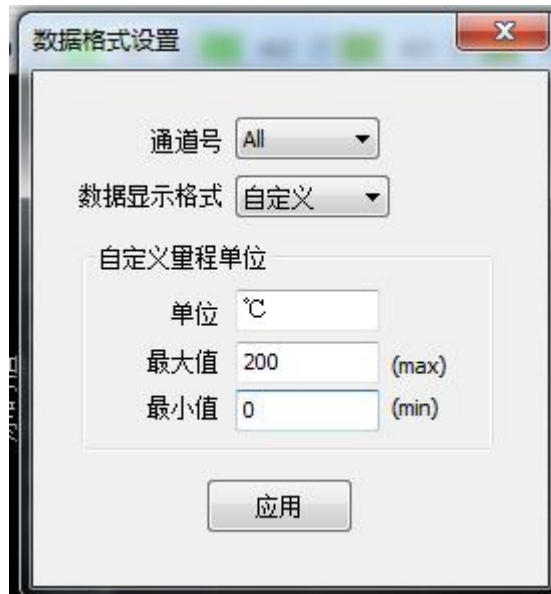 数据格式设置
通道号 All
数据显示格式 自定义
自定义量程单位
单位 ℃
最大值 200 (max)
最小值 0 (min)
应用